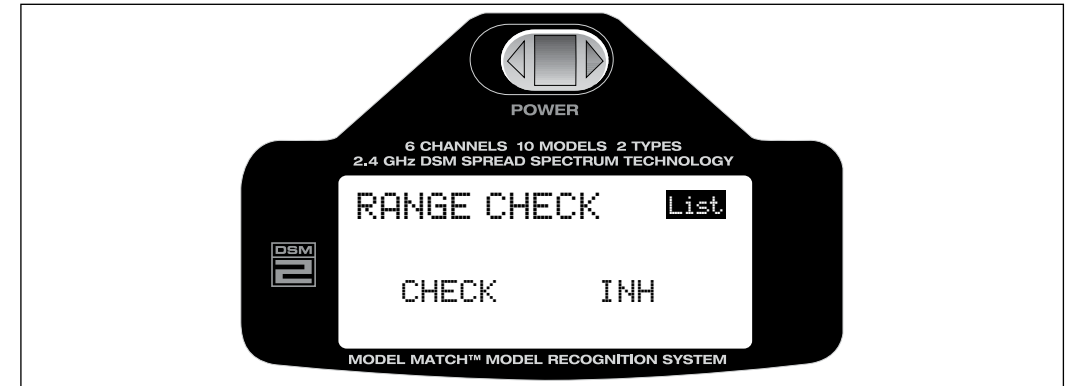 POWER
6 CHANNELS 10 MODELS 2 TYPES
2.4 GHz DSM SPREAD SPECTRUM TECHNOLOGY
RANGE CHECK List
DSM
2
CHECK INH
MODEL MATCH™ MODEL RECOGNITION SYSTEM